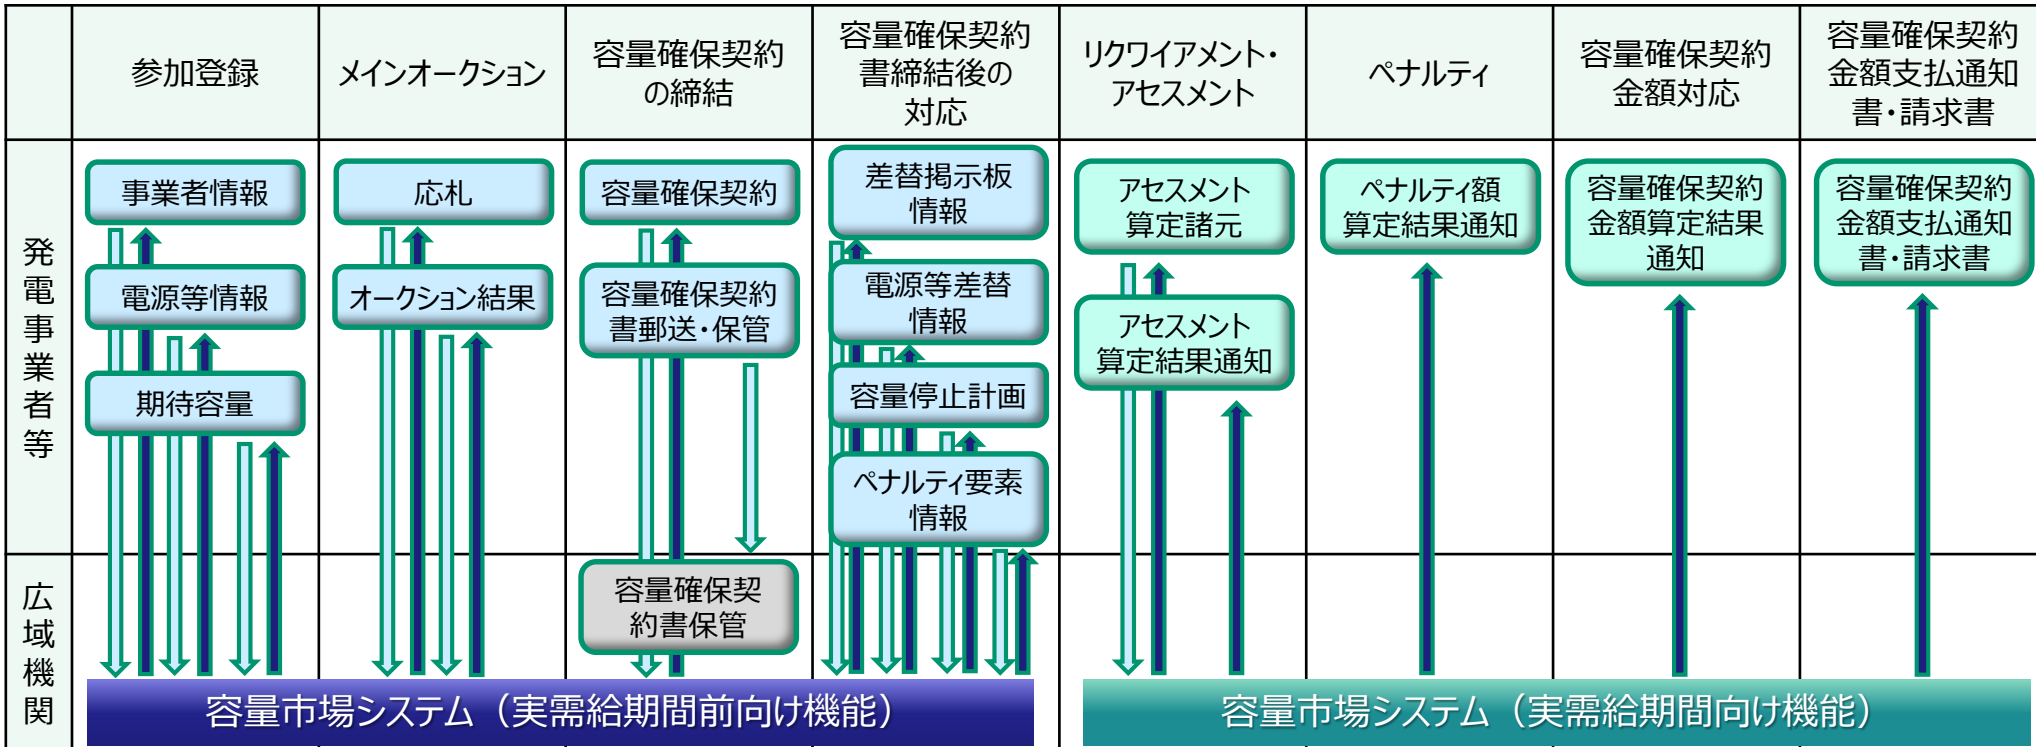 参加登録
メインオークション
容量確保契約
の締結
容量確保契約
書締結後の
対応
リクワイアメント・
アセスメント
ペナルティ
容量確保契約
金額対応
容量確保契約
金額支払通知
書・請求書
発電事業者等
事業者情報
電源等情報
期待容量
応札
オークション結果
容量確保契約
容量確保契約
書郵送・保管
差替掲示板
情報
電源等差替
情報
容量停止計画
ペナルティ要素
情報
アセスメント
算定諸元
アセスメント
算定結果通知
ペナルティ額
算定結果通知
容量確保契約
金額算定結果
通知
容量確保契約
金額支払通知
書・請求書
広域機関
容量確保契
約書保管
容量市場システム（実需給期間前向け機能）
容量市場システム（実需給期間向け機能）